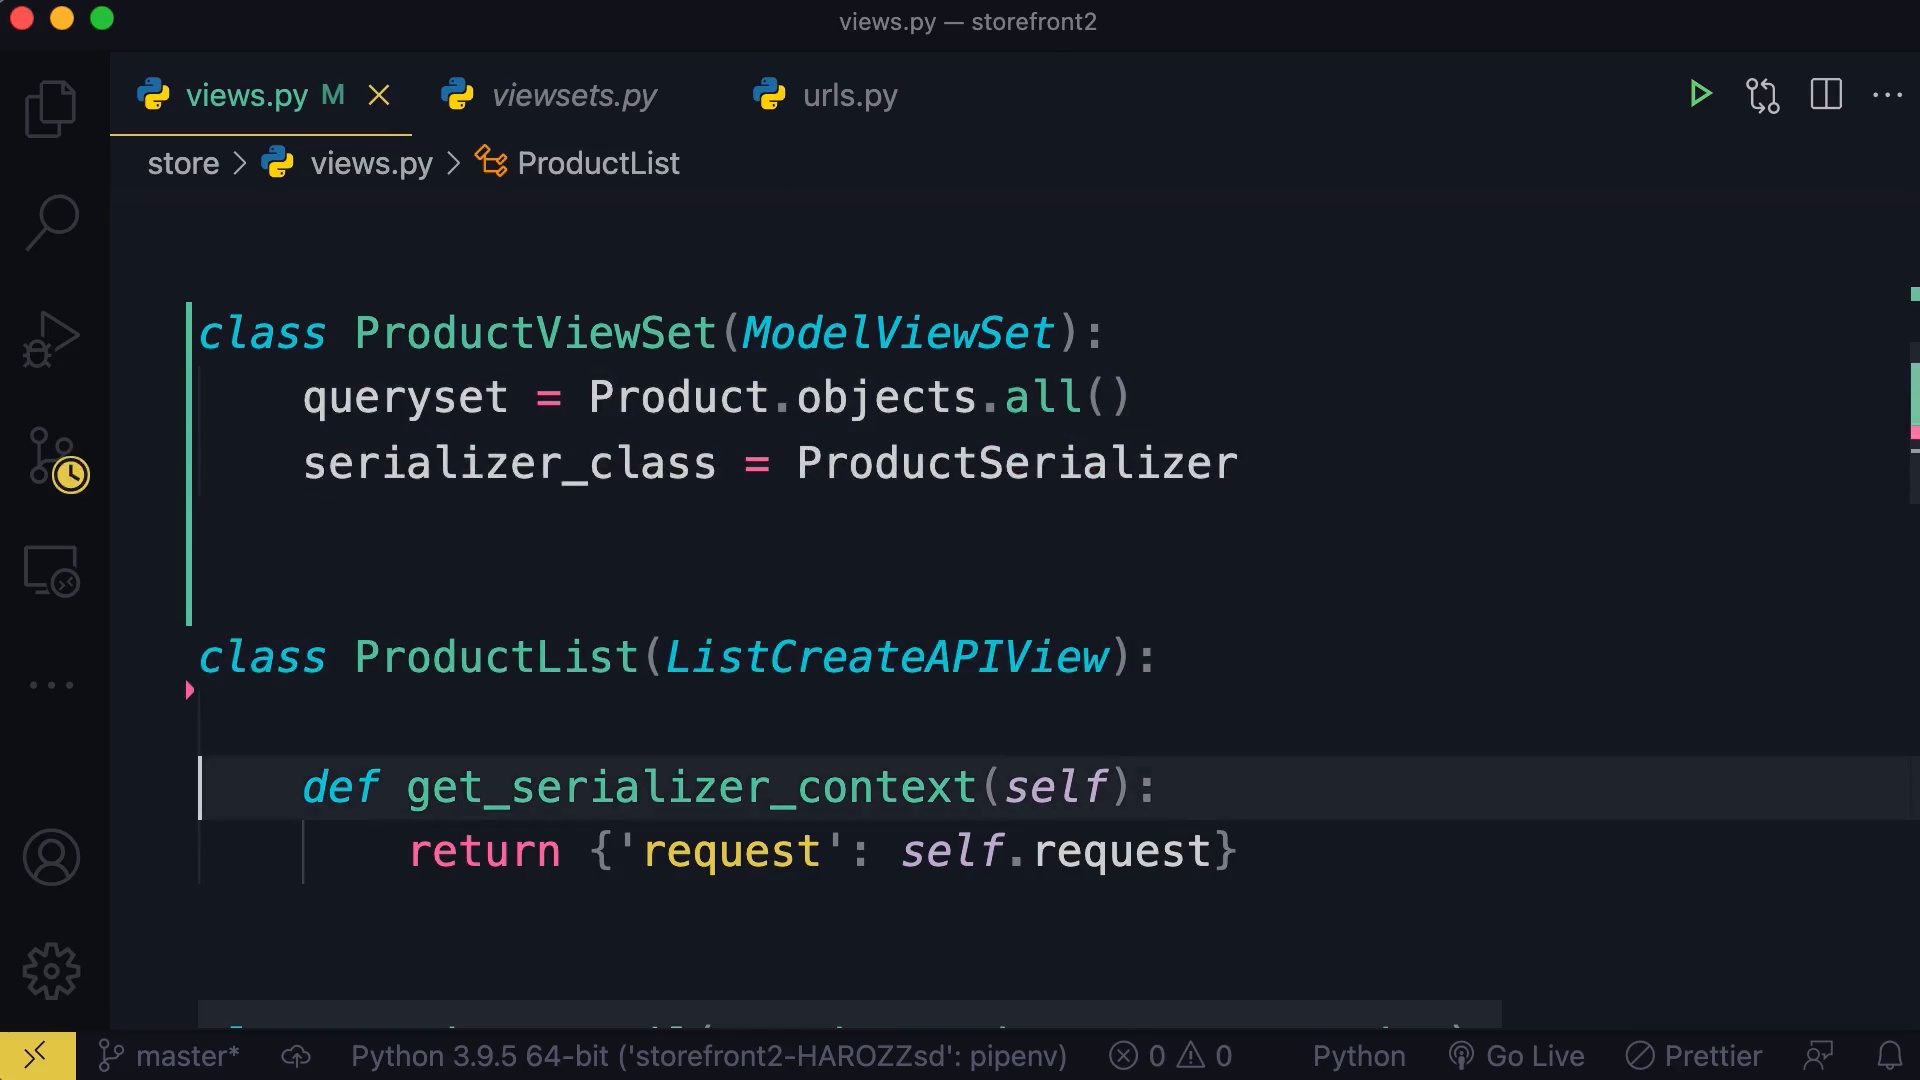 views.py — storefront2
views.py M viewsets.py urls.py
store > views.py > ProductList
class ProductViewSet(ModelViewSet):
    queryset = Product.objects.all()
    serializer_class = ProductSerializer
class ProductList(ListCreateAPIView):
    def get_serializer_context(self):
        return {'request': self.request}
master* Python 3.9.5 64-bit ('storefront2-HAROZZsd': pipenv) 0 0 Python Go Live Prettier